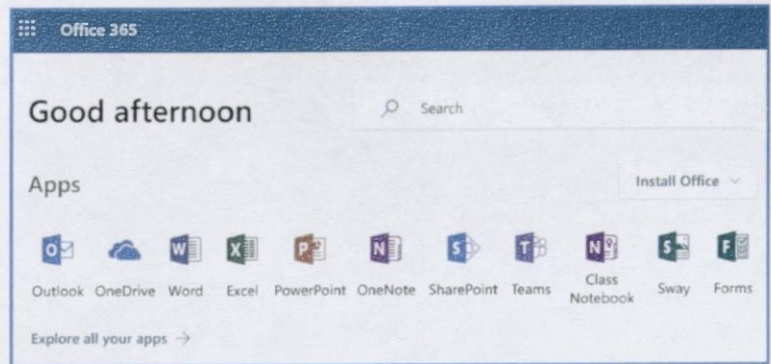 Office 365
Good afternoon
Search
Apps
Install Office
Outlook OneDrive Word Excel PowerPoint OneNote SharePoint Teams Class Notebook Sway Forms
Explore all your apps →